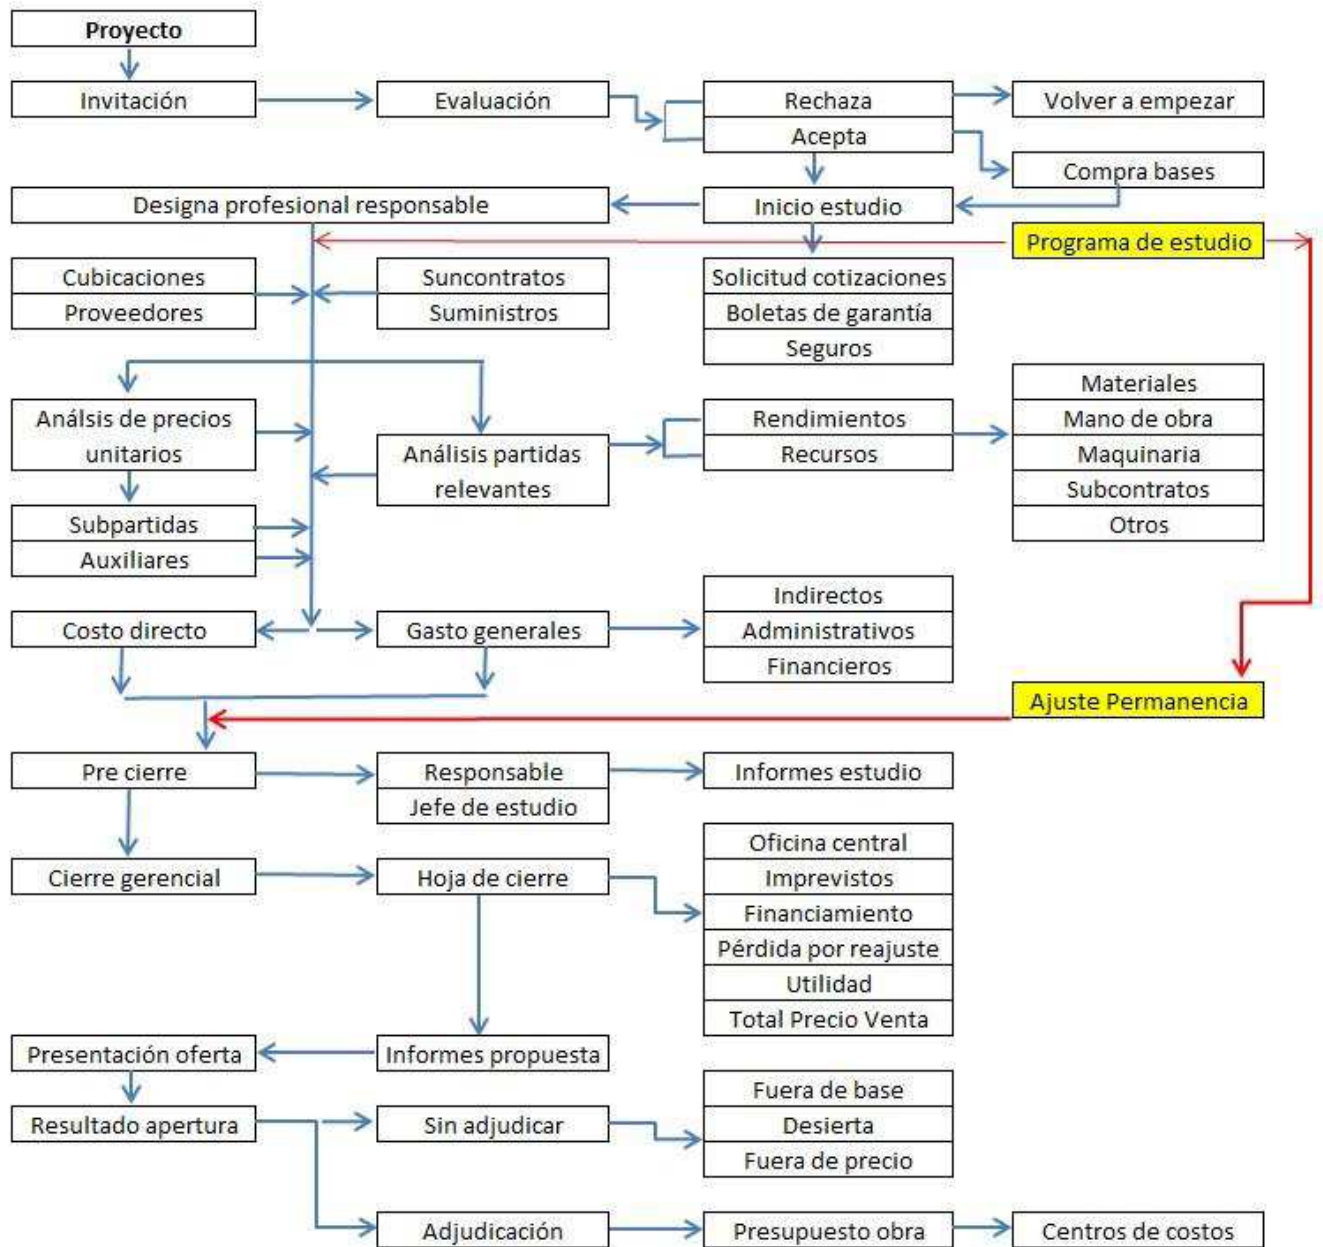 Proyecto
Invitación
Evaluación
Rechaza
Volver a empezar
Acepta
Compra bases
Designa profesional responsable
Inicio estudio
Programa de estudio
Cubicaciones
Suncontratos
Solicitud cotizaciones
Proveedores
Suministros
Boletas de garantía
Seguros
Materiales
Análsis de precios
unitarios
Rendimientos
Mano de obra
Análisis partidas
relevantes
Recursos
Maquinaria
Subcontratos
Subpartidas
Otros
Auxiliares
Indirectos
Costo directo
Gasto generales
Administrativos
Financieros
Ajuste Permanencia
Pre cierre
Responsable
Informes estudio
Jefe de estudio
Oficina central
Cierre gerencial
Hoja de cierre
Imprevistos
Financiamiento
Pérdida por reajuste
Utilidad
Total Precio Venta
Presentación oferta
Informes propuesta
Fuera de base
Resultado apertura
Sin adjudicar
Desierta
Fuera de precio
Adjudicación
Presupuesto obra
Centros de costos